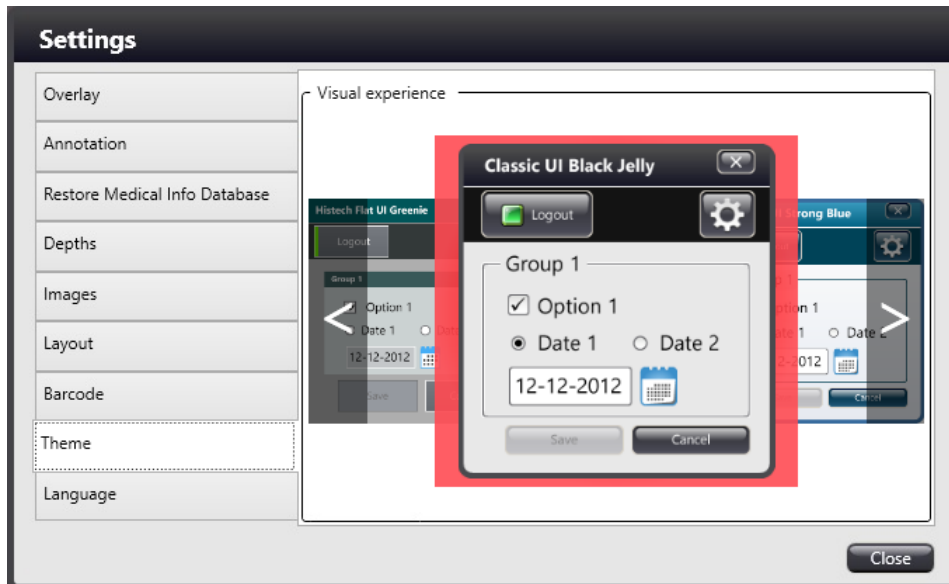 Settings
Overlay
Annotation
Restore Medical Info Database
Depths
Images
Layout
Barcode
Theme
Language
Visual experience
Histech Flat UI Greenie
Logout
Group 1
Option 1
Date 1
12-12-2012
Save
Classic UI Black Jelly
Logout
Group 1
Option 1
Date 1 Date 2
12-12-2012
Save Cancel
Strong Blue
Date
2012
Cancel
Close